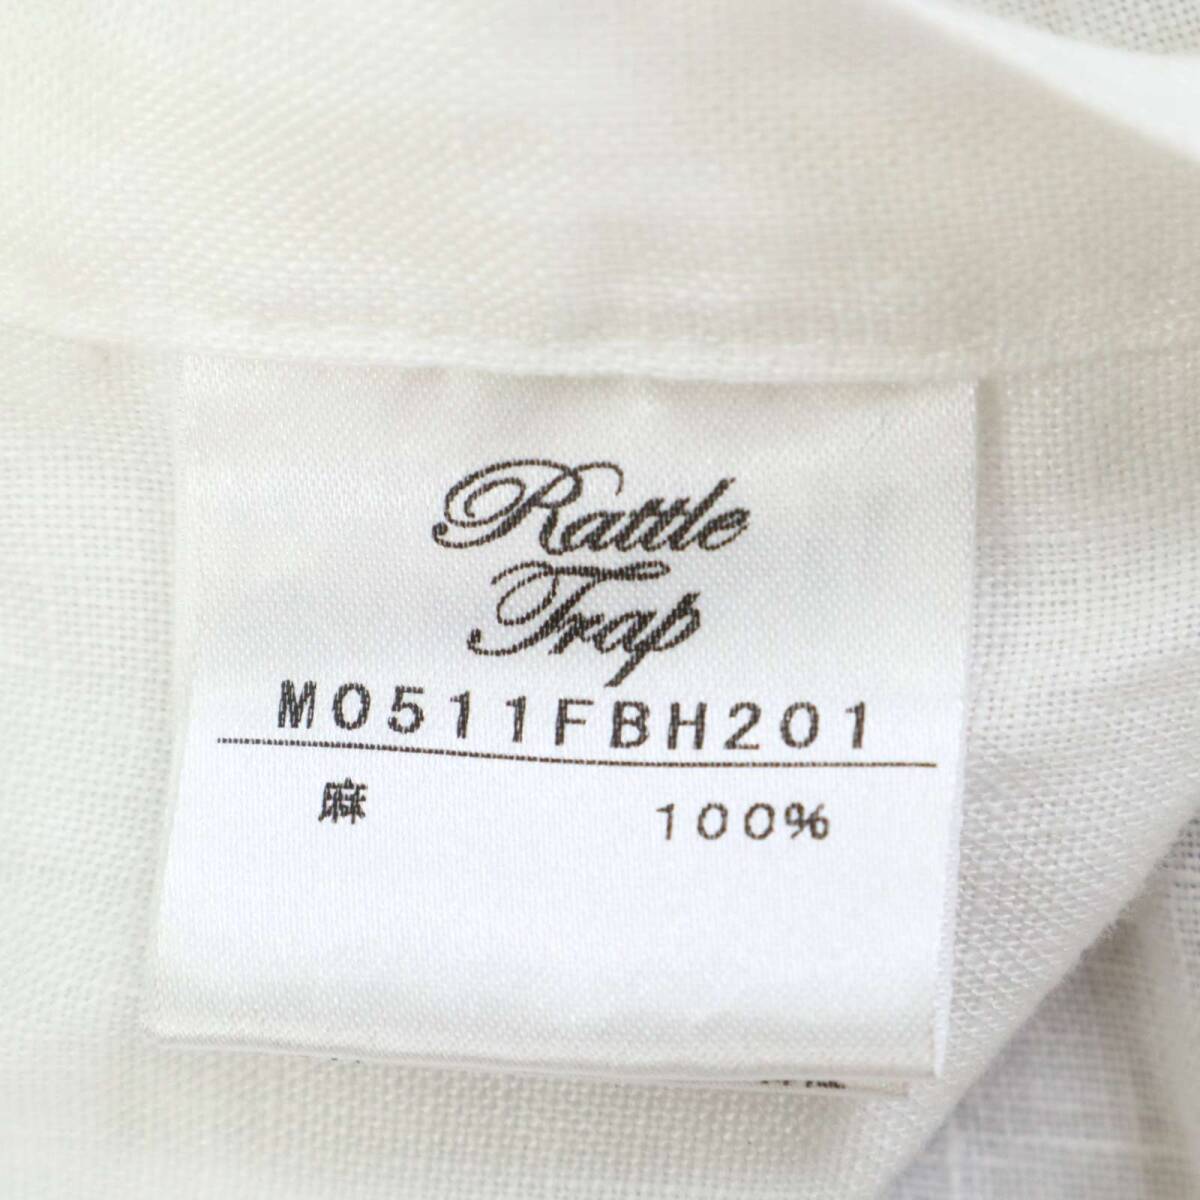 Rattle
Trap
M0511FBH201
麻 100%